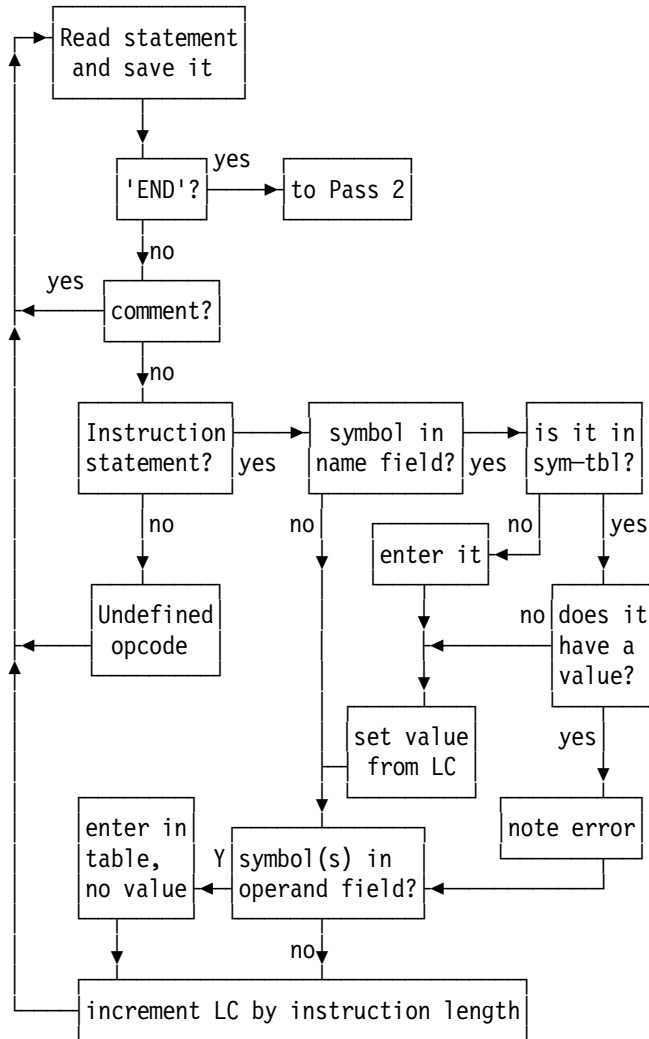 Read statement
and save it
yes
'END'?
to Pass 2
no
yes
comment?
no
Instruction
statement?
yes
symbol in
name field?
yes
is it in
sym-tbl?
no
no
no
yes
enter it
Undefined
opcode
no
does it
have a
value?
set value
from LC
yes
enter in
table,
no value
Y
symbol(s) in
operand field?
note error
no
increment LC by instruction length